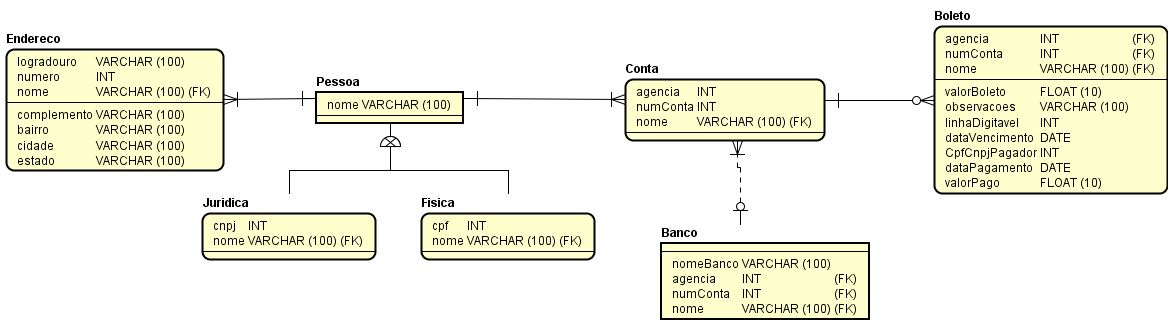 Endereco
logradouro VARCHAR (100)
numero INT
nome VARCHAR (100) (FK)
complemento VARCHAR (100)
bairro VARCHAR (100)
cidade VARCHAR (100)
estado VARCHAR (100)
Pessoa
nome VARCHAR (100)
Juridica
cnpj INT
nome VARCHAR (100) (FK)
Fisica
cpf INT
nome VARCHAR (100) (FK)
Conta
agencia INT
numConta INT
nome VARCHAR (100) (FK)
Banco
nomeBanco VARCHAR (100)
agencia INT (FK)
numConta INT (FK)
nome VARCHAR (100) (FK)
Boleto
agencia INT (FK)
numConta INT (FK)
nome VARCHAR (100) (FK)
valorBoleto FLOAT (10)
observacoes VARCHAR (100)
linhaDigitavel INT
dataVencimento DATE
CpfCnpjPagador INT
dataPagamento DATE
valorPago FLOAT (10)